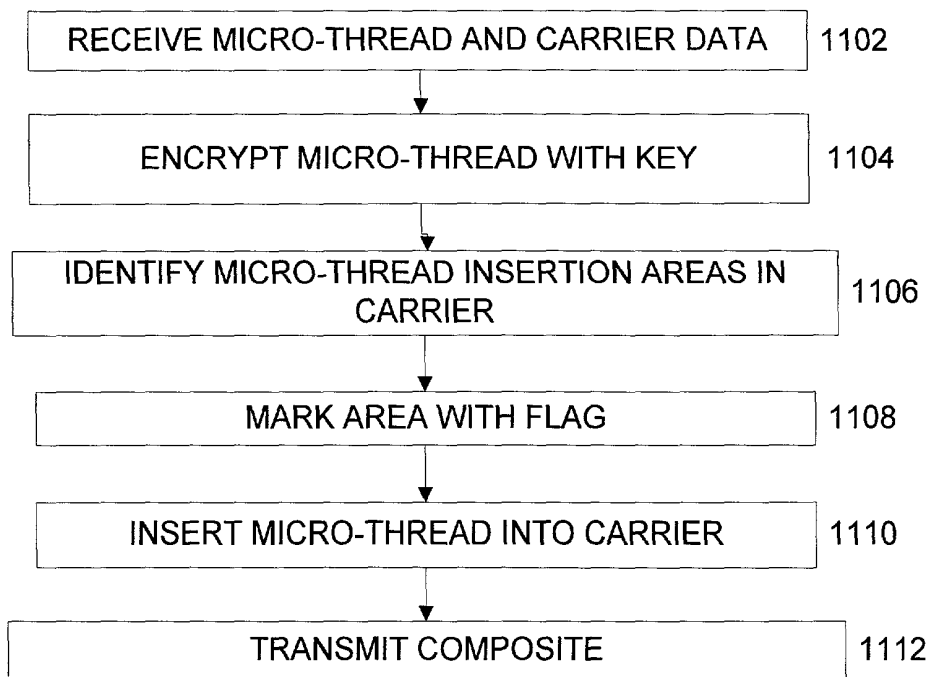 RECEIVE MICRO-THREAD AND CARRIER DATA 1102
ENCRYPT MICRO-THREAD WITH KEY 1104
IDENTIFY MICRO-THREAD INSERTION AREAS IN
CARRIER 1106
MARK AREA WITH FLAG 1108
INSERT MICRO-THREAD INTO CARRIER 1110
TRANSMIT COMPOSITE 1112